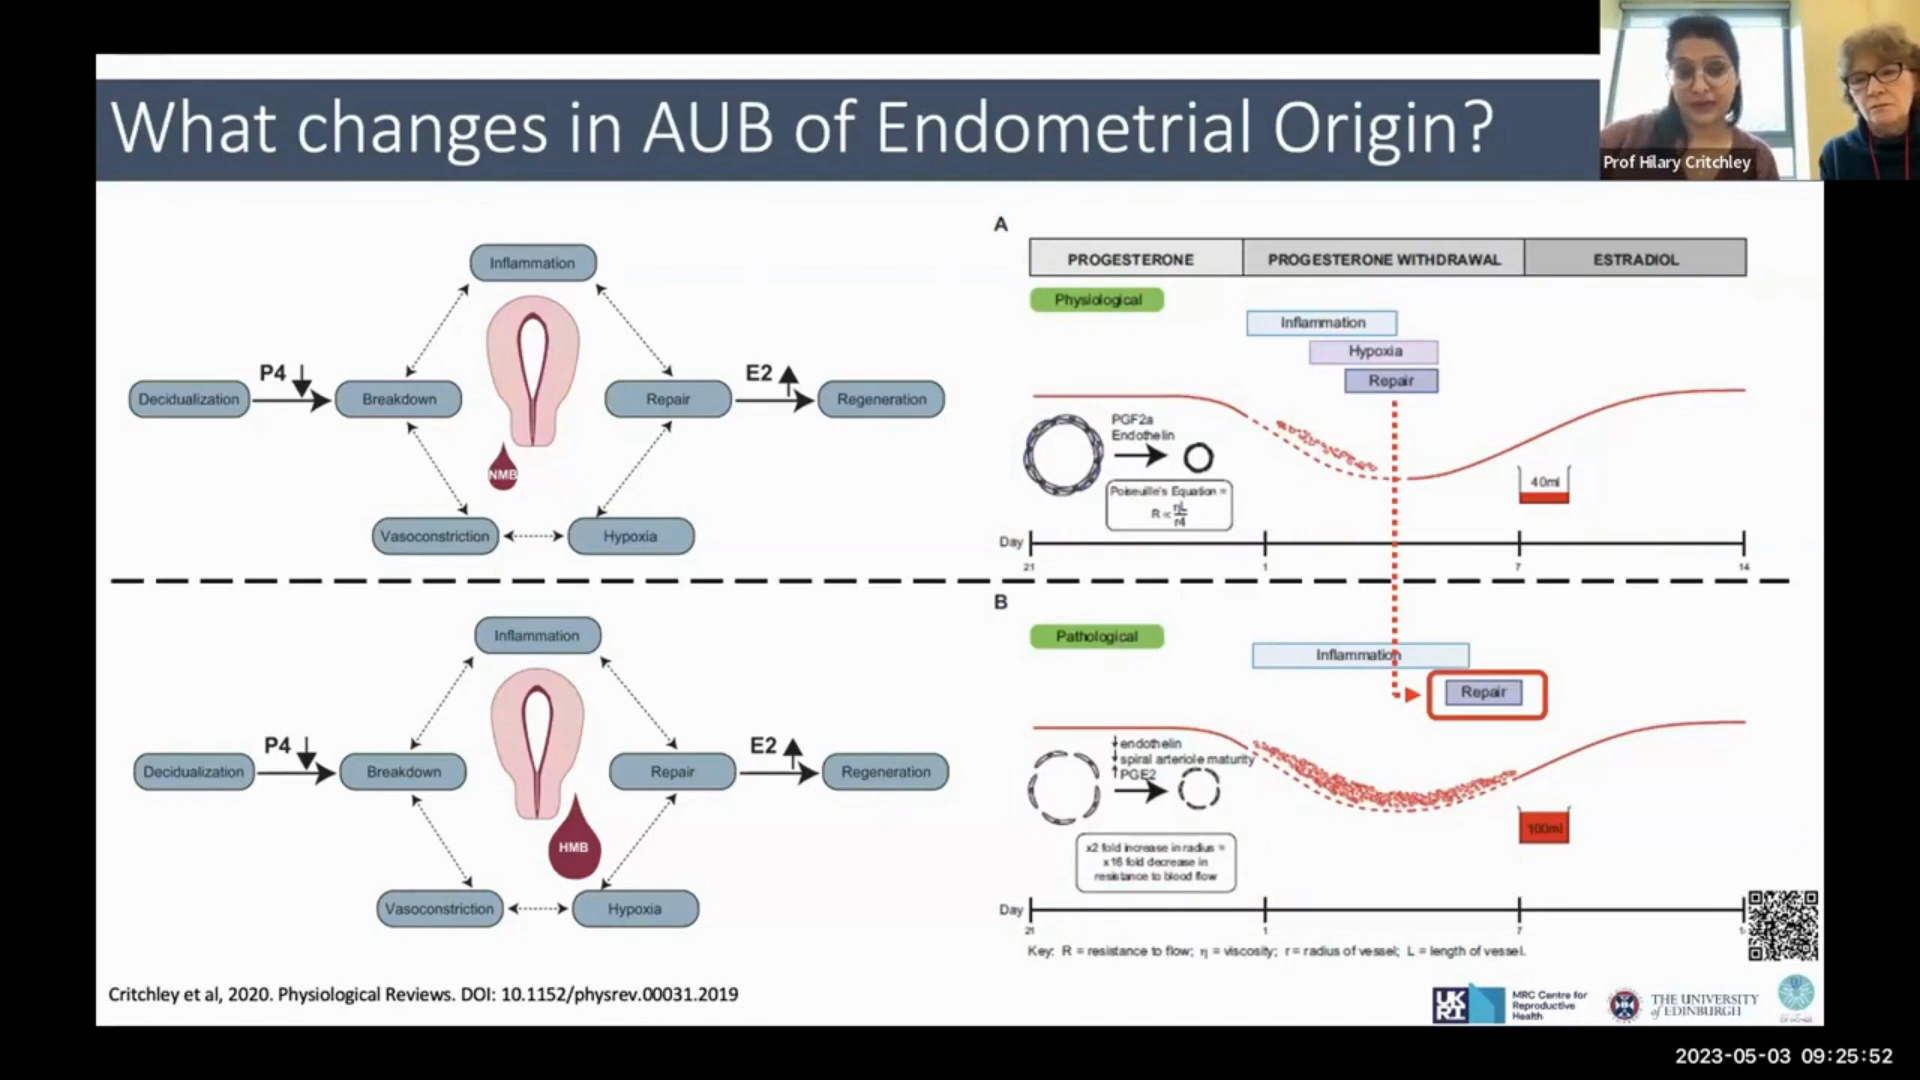 What changes in AUB of Endometrial Origin?
Prof Hilary Critchley
Inflammation
P4
E2
Decidualization
Breakdown
Repair
Regeneration
NMB
Vasoconstriction
Hypoxia
A
PROGESTERONE
PROGESTERONE WITHDRAWAL
ESTRADIOL
Physiological
Inflammation
Hypoxia
Repair
PGF2a
Endothelin
Poiseuille's Equation =
R ∝ ηL
r4
40ml
Day
21
1
7
14
Inflammation
P4
E2
Decidualization
Breakdown
Repair
Regeneration
HMB
Vasoconstriction
Hypoxia
B
Pathological
Inflammation
Repair
endothelin
spiral arteriole maturity
PGE2
x2 fold increase in radius =
x16 fold decrease in
resistance to blood flow
100ml
Day
21
1
7
Key: R = resistance to flow; η = viscosity; r = radius of vessel; L = length of vessel.
Critchley et al, 2020. Physiological Reviews. DOI: 10.1152/physrev.00031.2019
UK
RI
MRC Centre for
Reproductive
Health
THE UNIVERSITY
of EDINBURGH
2023-05-03 09:25:52